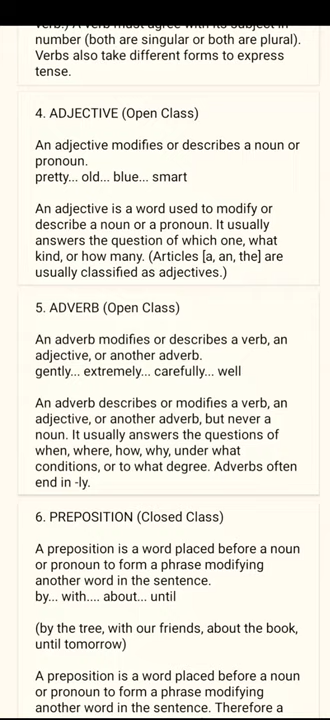 verb.) A verb must agree with its subject in
number (both are singular or both are plural).
Verbs also take different forms to express
tense.
4. ADJECTIVE (Open Class)
An adjective modifies or describes a noun or
pronoun.
pretty... old... blue... smart
An adjective is a word used to modify or
describe a noun or a pronoun. It usually
answers the question of which one, what
kind, or how many. (Articles [a, an, the] are
usually classified as adjectives.)
5. ADVERB (Open Class)
An adverb modifies or describes a verb, an
adjective, or another adverb.
gently... extremely... carefully... well
An adverb describes or modifies a verb, an
adjective, or another adverb, but never a
noun. It usually answers the questions of
when, where, how, why, under what
conditions, or to what degree. Adverbs often
end in -ly.
6. PREPOSITION (Closed Class)
A preposition is a word placed before a noun
or pronoun to form a phrase modifying
another word in the sentence.
by... with.... about... until
(by the tree, with our friends, about the book,
until tomorrow)
A preposition is a word placed before a noun
or pronoun to form a phrase modifying
another word in the sentence. Therefore a